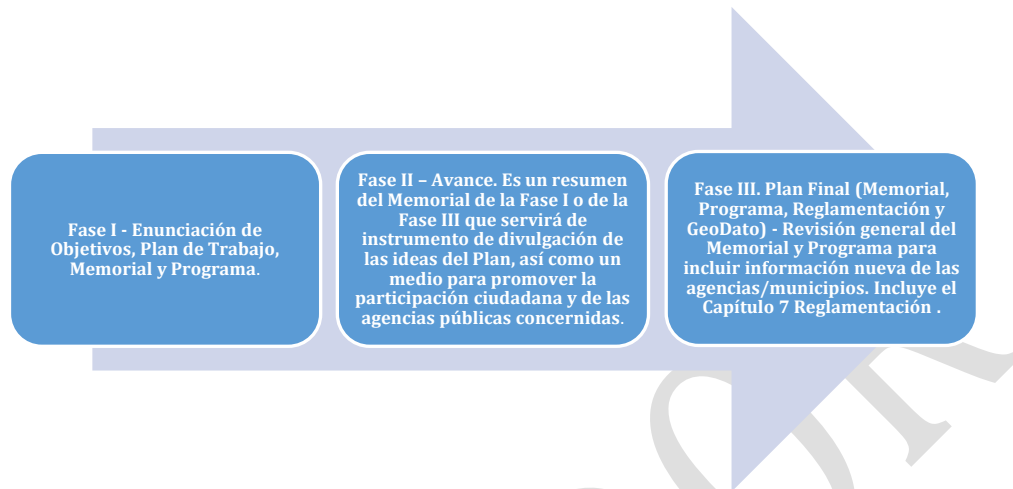 Fase I - Enunciación de
Objetivos, Plan de Trabajo,
Memorial y Programa.
Fase II – Avance. Es un resumen
del Memorial de la Fase I o de la
Fase III que servirá de
instrumento de divulgación de
las ideas del Plan, así como un
medio para promover la
participación ciudadana y de las
agencias públicas concernidas.
Fase III. Plan Final (Memorial,
Programa, Reglamentación y
GeoDato) - Revisión general del
Memorial y Programa para
incluir información nueva de las
agencias/municipios. Incluye el
Capítulo 7 Reglamentación .